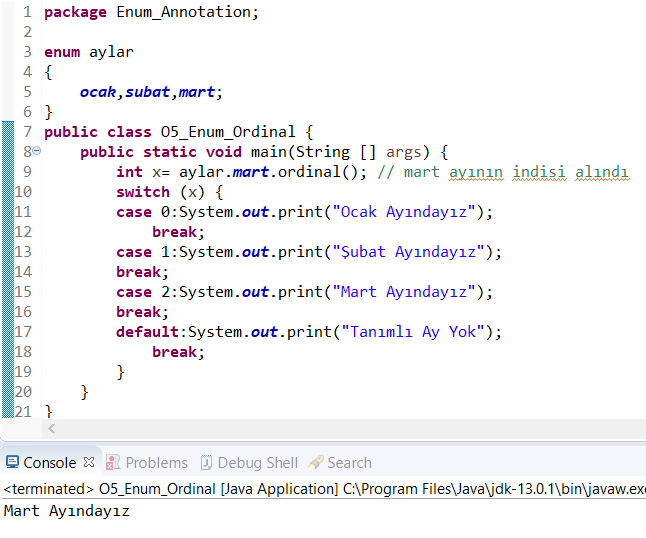 1 package Enum_Annotation;
2
3 enum aylar
4 {
5 ocak,subat,mart;
6 }
7 public class O5_Enum_Ordinal {
8 public static void main(String [] args) {
9 int x= aylar.mart.ordinal(); // mart ayının indisi alındı
10 switch (x) {
11 case 0:System.out.print("Ocak Ayındayız");
12 break;
13 case 1:System.out.print("Şubat Ayındayız");
14 break;
15 case 2:System.out.print("Mart Ayındayız");
16 break;
17 default:System.out.print("Tanımlı Ay Yok");
18 break;
19 }
20 }
21 }
Console Problems Debug Shell Search
<terminated> O5_Enum_Ordinal [Java Application] C:\Program Files\Java\jdk-13.0.1\bin\javaw.exe
Mart Ayındayız